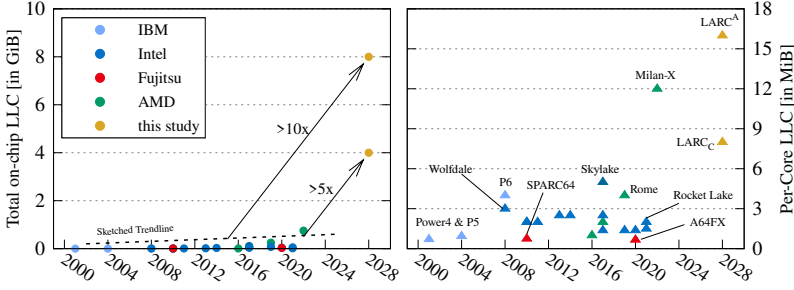 Total on-chip LLC [in GiB]
10
8
6
4
2
0
IBM
Intel
Fujitsu
AMD
this study
>10x
>5x
Sketched Trendline
2000
2004
2008
2012
2016
2020
2024
2028
LARC^A
Milan-X
LARC_C
Wolfdale
P6
SPARC64
Skylake
Rome
Rocket Lake
Power4 & P5
A64FX
2000
2004
2008
2012
2016
2020
2024
2028
18
15
12
9
6
3
0
Per-Core LLC [in MiB]